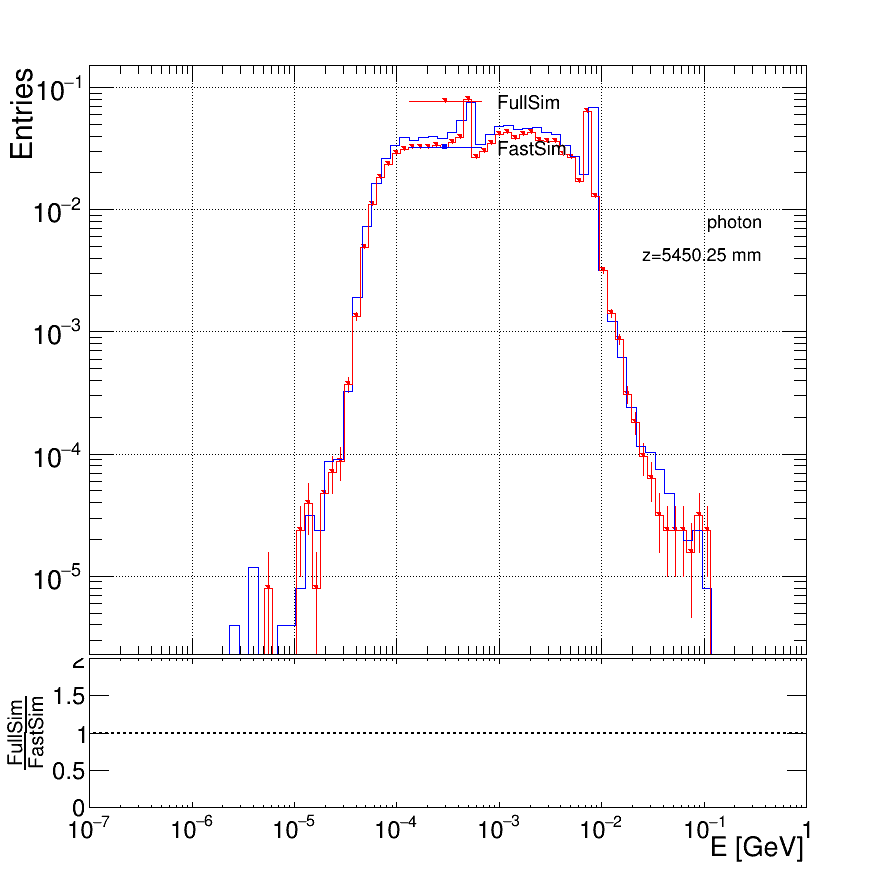 Entries
10⁻¹
10⁻²
10⁻³
10⁻⁴
10⁻⁵
FullSim
FastSim
photon
z=5450.25 mm
FullSim
FastSim
2
1.5
1
0.5
0
10⁻⁷ 10⁻⁶ 10⁻⁵ 10⁻⁴ 10⁻³ 10⁻² 10⁻¹ 1
E [GeV]